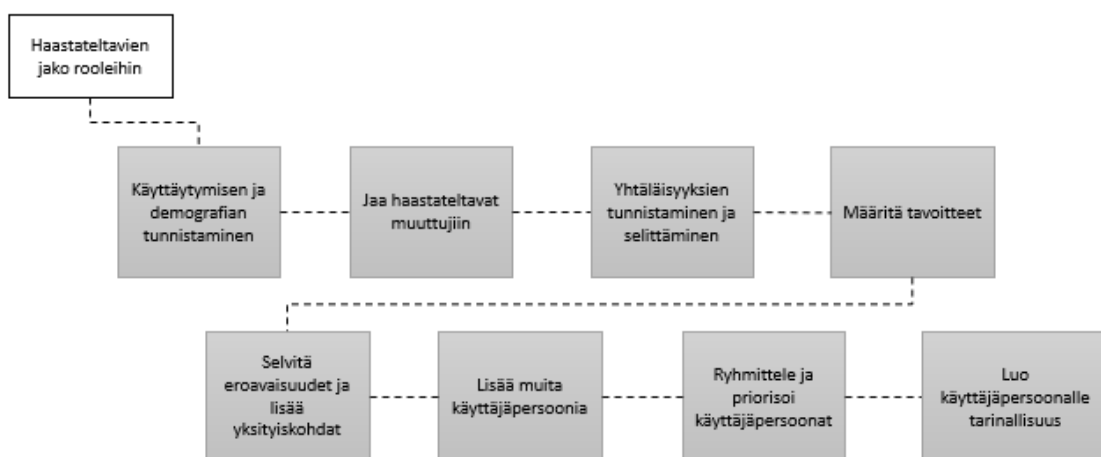 Haastateltavien
jako rooleihin
Käyttäytymisen ja
demografian
tunnistaminen
Jaa haastateltavat
muuttujiin
Yhtäläisyyksien
tunnistaminen ja
selittäminen
Määritä tavoitteet
Selvitä
eroavaisuudet ja
lisää
yksityiskohdat
Lisää muita
käyttäjäpersoonia
Ryhmittele ja
priorisoi
käyttäjäpersoonat
Luo
käyttäjäpersoonalle
tarinallisuus